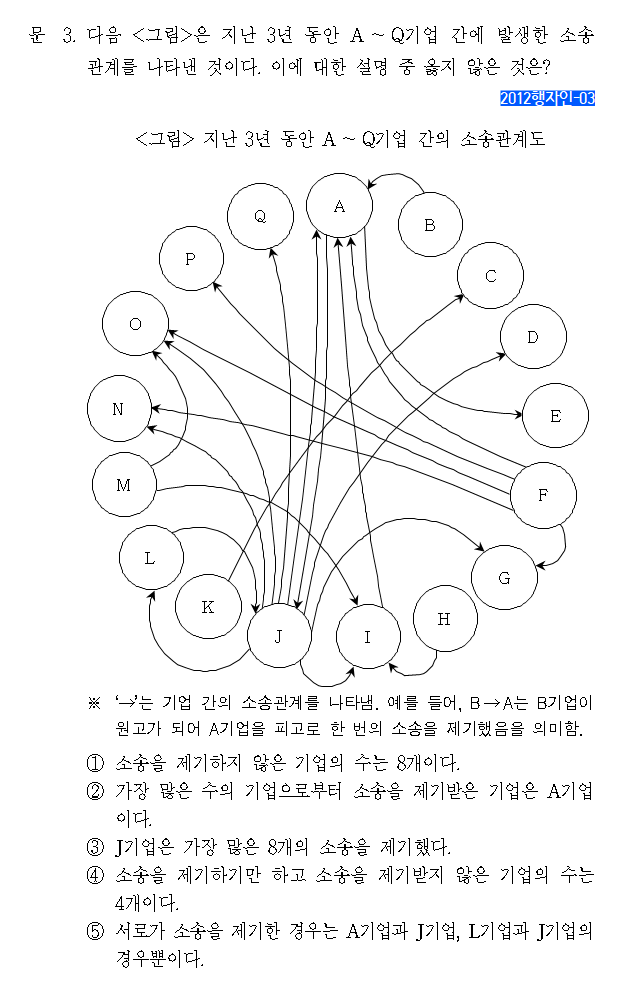 문 3. 다음 <그림>은 지난 3년 동안 A ~ Q기업 간에 발생한 소송
관계를 나타낸 것이다. 이에 대한 설명 중 옳지 않은 것은?
2012행자인-03
<그림> 지난 3년 동안 A ~ Q기업 간의 소송관계도
A
Q
B
P
C
O
D
N
E
M
F
L
G
K
H
J
I
※ ‘→’는 기업 간의 소송관계를 나타냄. 예를 들어, B→A는 B기업이
원고가 되어 A기업을 피고로 한 번의 소송을 제기했음을 의미함.
① 소송을 제기하지 않은 기업의 수는 8개이다.
② 가장 많은 수의 기업으로부터 소송을 제기받은 기업은 A기업
이다.
③ J기업은 가장 많은 8개의 소송을 제기했다.
④ 소송을 제기하기만 하고 소송을 제기받지 않은 기업의 수는
4개이다.
⑤ 서로가 소송을 제기한 경우는 A기업과 J기업, L기업과 J기업의
경우뿐이다.